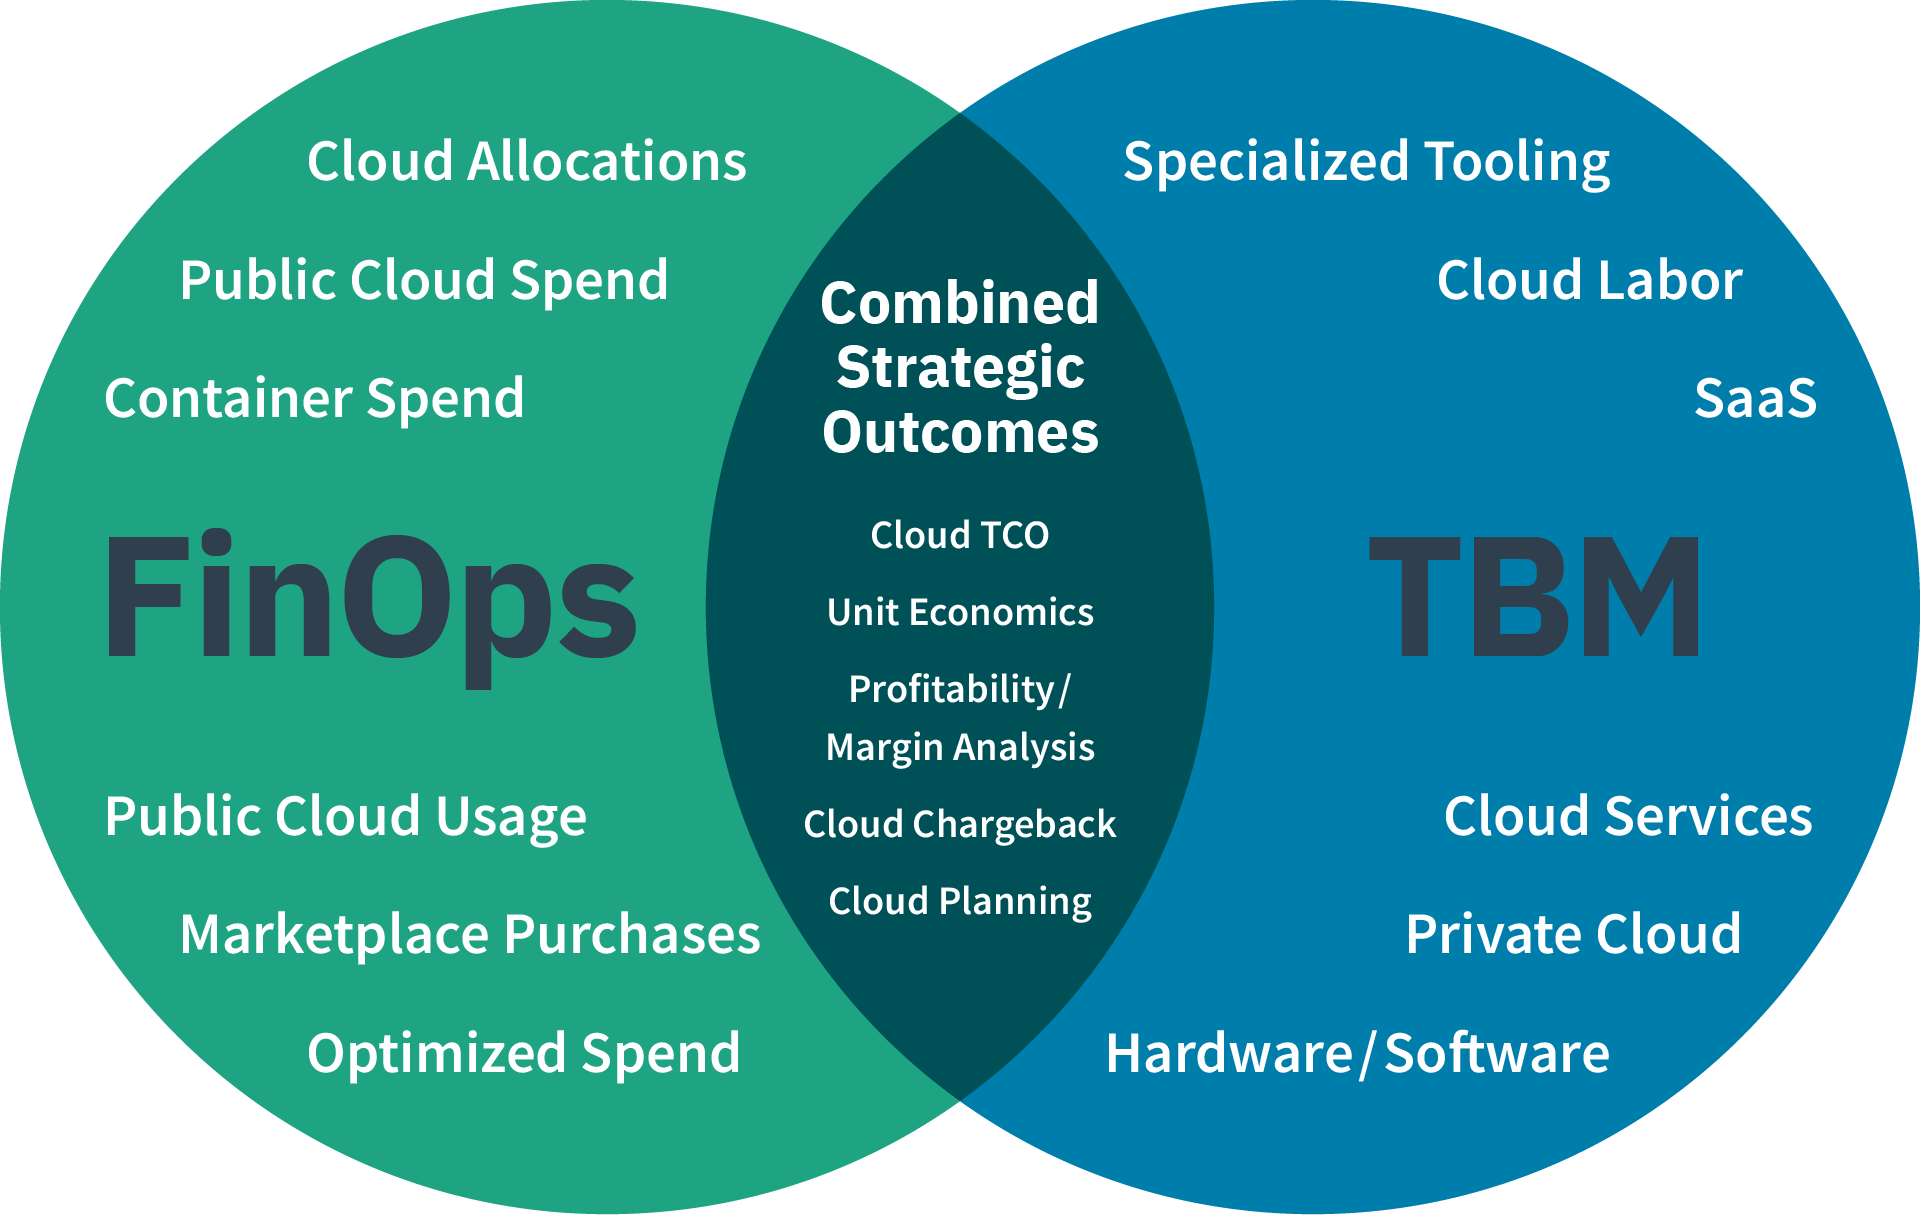 Cloud Allocations
Public Cloud Spend
Container Spend
FinOps
Public Cloud Usage
Marketplace Purchases
Optimized Spend
Combined
Strategic
Outcomes
Cloud TCO
Unit Economics
Profitability/
Margin Analysis
Cloud Chargeback
Cloud Planning
Specialized Tooling
Cloud Labor
SaaS
TBM
Cloud Services
Private Cloud
Hardware/Software